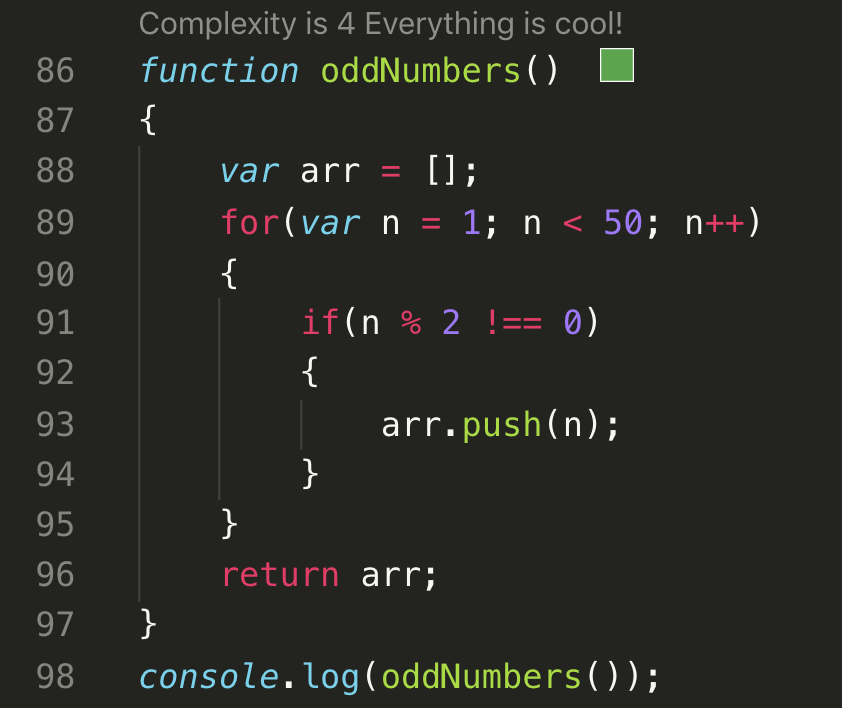 Complexity is 4 Everything is cool!
86 function oddNumbers()
87 {
88 var arr = [];
89 for(var n = 1; n < 50; n++)
90 {
91 if(n % 2 !== 0)
92 {
93 arr.push(n);
94 }
95 }
96 return arr;
97 }
98 console.log(oddNumbers());